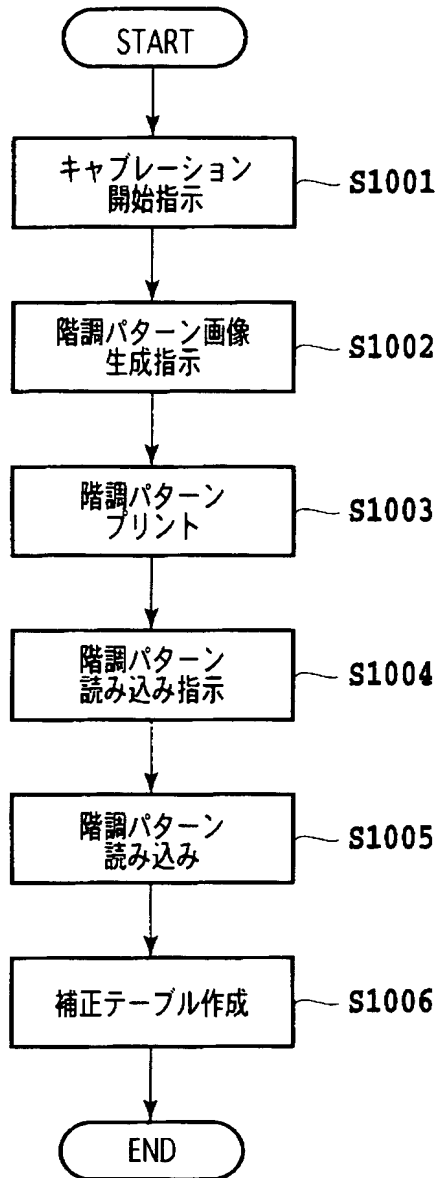 START
キャブレーション
開始指示
S1001
階調パターン画像
生成指示
S1002
階調パターン
プリント
S1003
階調パターン
読み込み指示
S1004
階調パターン
読み込み
S1005
補正テーブル作成
S1006
END